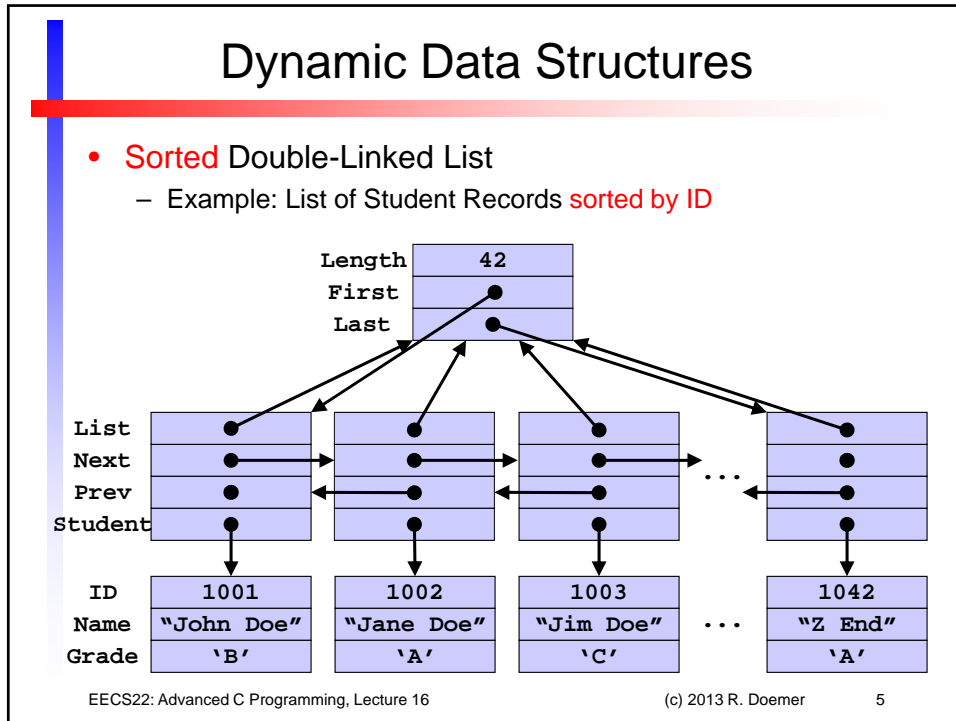 Dynamic Data Structures
• Sorted Double-Linked List
– Example: List of Student Records sorted by ID
Length 42
First
Last
List
Next
...
Prev
Student
ID 1001 1002 1003 1042
Name “John Doe” “Jane Doe” “Jim Doe” ... “Z End”
Grade ‘B’ ‘A’ ‘C’ ‘A’
EECS22: Advanced C Programming, Lecture 16 (c) 2013 R. Doemer 5